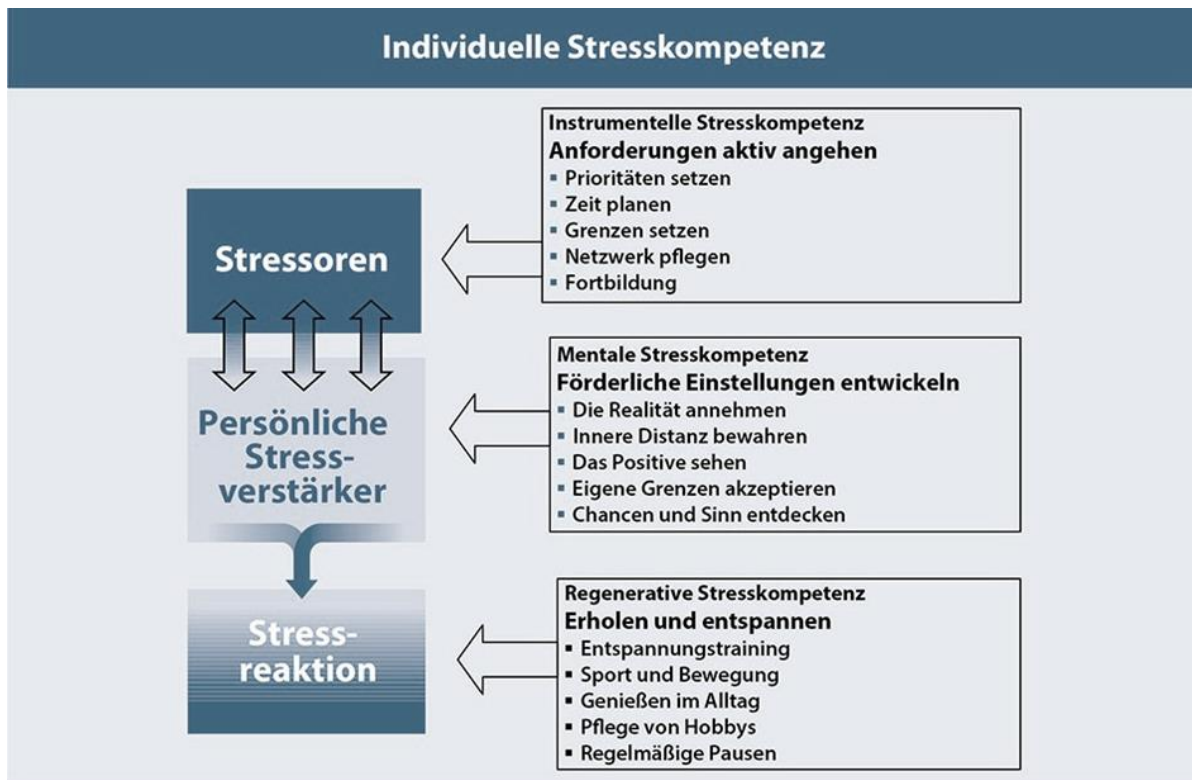 Individuelle Stresskompetenz
Stressoren
Persönliche
Stress-
verstärker
Stress-
reaktion
Instrumentelle Stresskompetenz
Anforderungen aktiv angehen
▪ Prioritäten setzen
▪ Zeit planen
▪ Grenzen setzen
▪ Netzwerk pflegen
▪ Fortbildung
Mentale Stresskompetenz
Förderliche Einstellungen entwickeln
▪ Die Realität annehmen
▪ Innere Distanz bewahren
▪ Das Positive sehen
▪ Eigene Grenzen akzeptieren
▪ Chancen und Sinn entdecken
Regenerative Stresskompetenz
Erholen und entspannen
▪ Entspannungstraining
▪ Sport und Bewegung
▪ Genießen im Alltag
▪ Pflege von Hobbys
▪ Regelmäßige Pausen